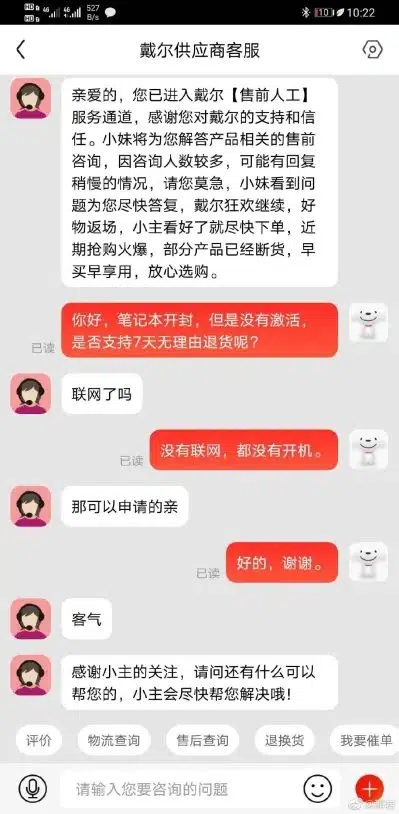 HD 46 46 527 B/s 10 10:22
戴尔供应商客服
亲爱的，您已进入戴尔【售前人工】
服务通道，感谢您对戴尔的支持和信
任。小妹将为您解答产品相关的售前
咨询，因咨询人数较多，可能有回复
稍慢的情况，请您莫急，小妹看到问
题为您尽快答复，戴尔狂欢继续，好
物返场，小主看好了就尽快下单，近
期抢购火爆，部分产品已经断货，早
买早享用，放心选购。
你好，笔记本开封，但是没有激活，
是否支持7天无理由退货呢？
已读
联网了吗
没有联网，都没有开机。
已读
那可以申请的亲
好的，谢谢。
已读
客气
感谢小主的关注，请问还有什么可以
帮您的，小主会尽快帮您解决哦！
评价 物流查询 售后查询 退换货 我要催单
请输入您要咨询的问题